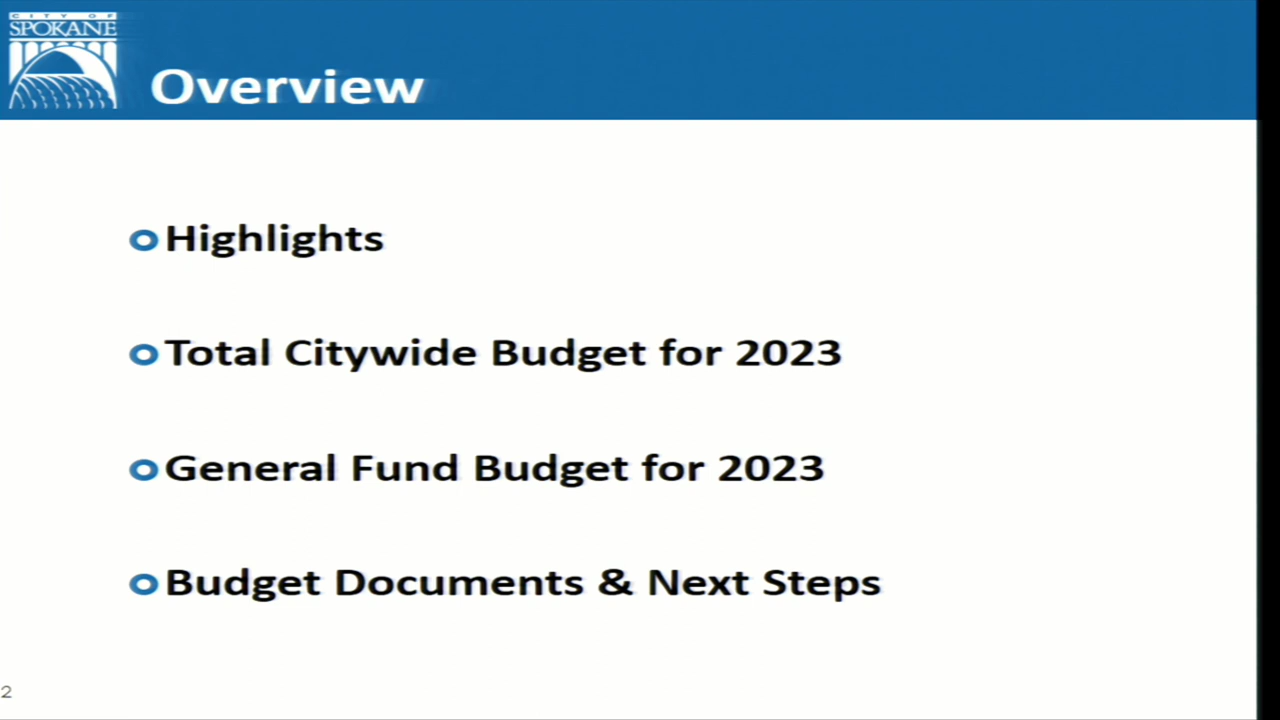 CITY OF
SPOKANE
Overview
Highlights
Total Citywide Budget for 2023
General Fund Budget for 2023
Budget Documents & Next Steps
2